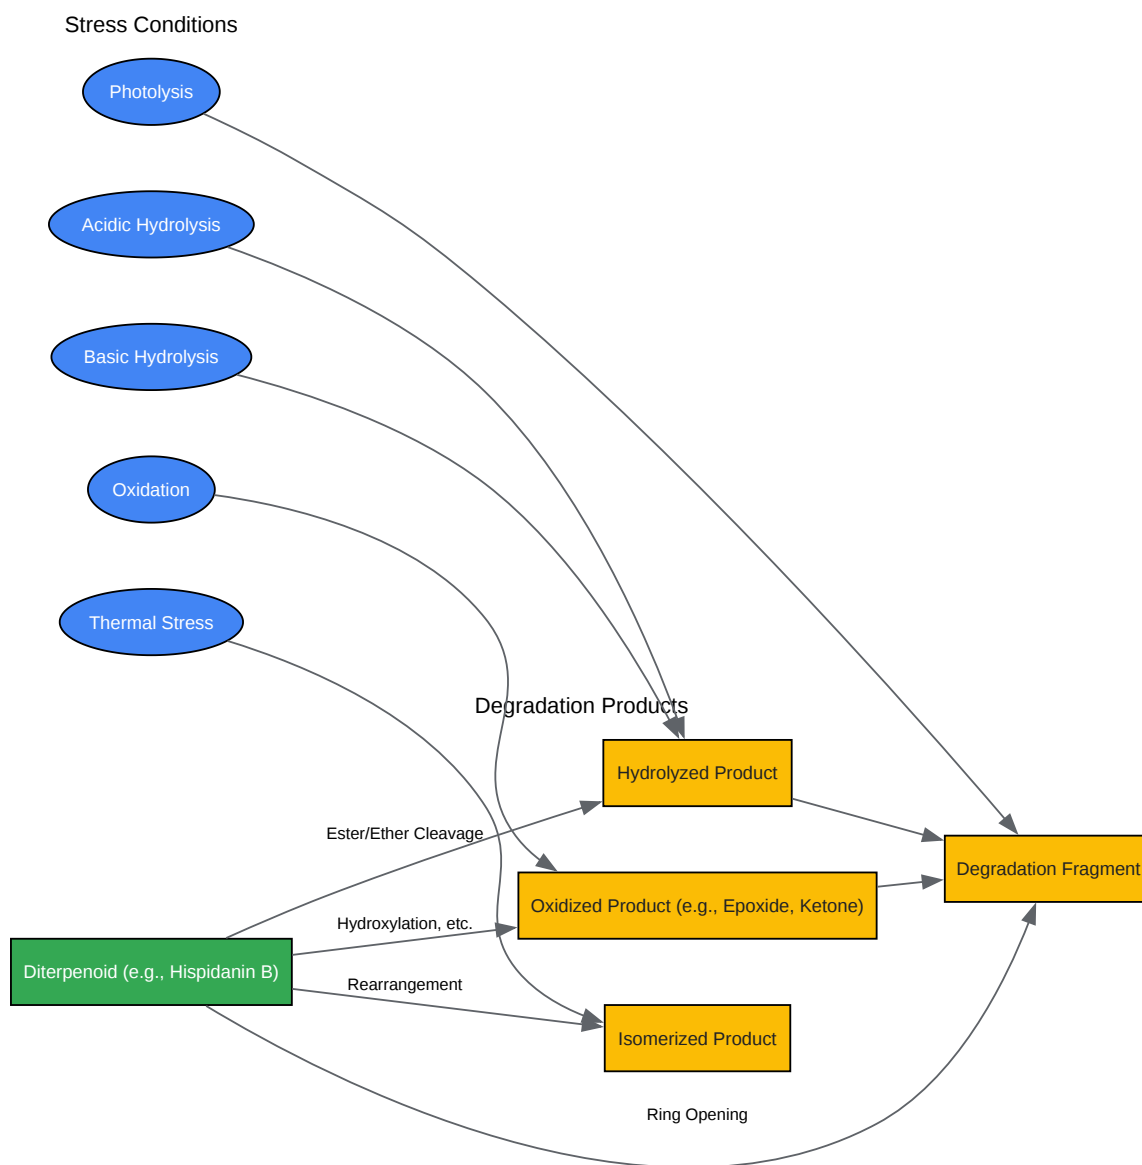 Stress Conditions
Photolysis
Acidic Hydrolysis
Basic Hydrolysis
Oxidation
Thermal Stress
Degradation Products
Hydrolyzed Product
Ester/Ether Cleavage
Degradation Fragment
Oxidized Product (e.g., Epoxide, Ketone)
Hydroxylation, etc.
Diterpenoid (e.g., Hispidanin B)
Rearrangement
Isomerized Product
Ring Opening